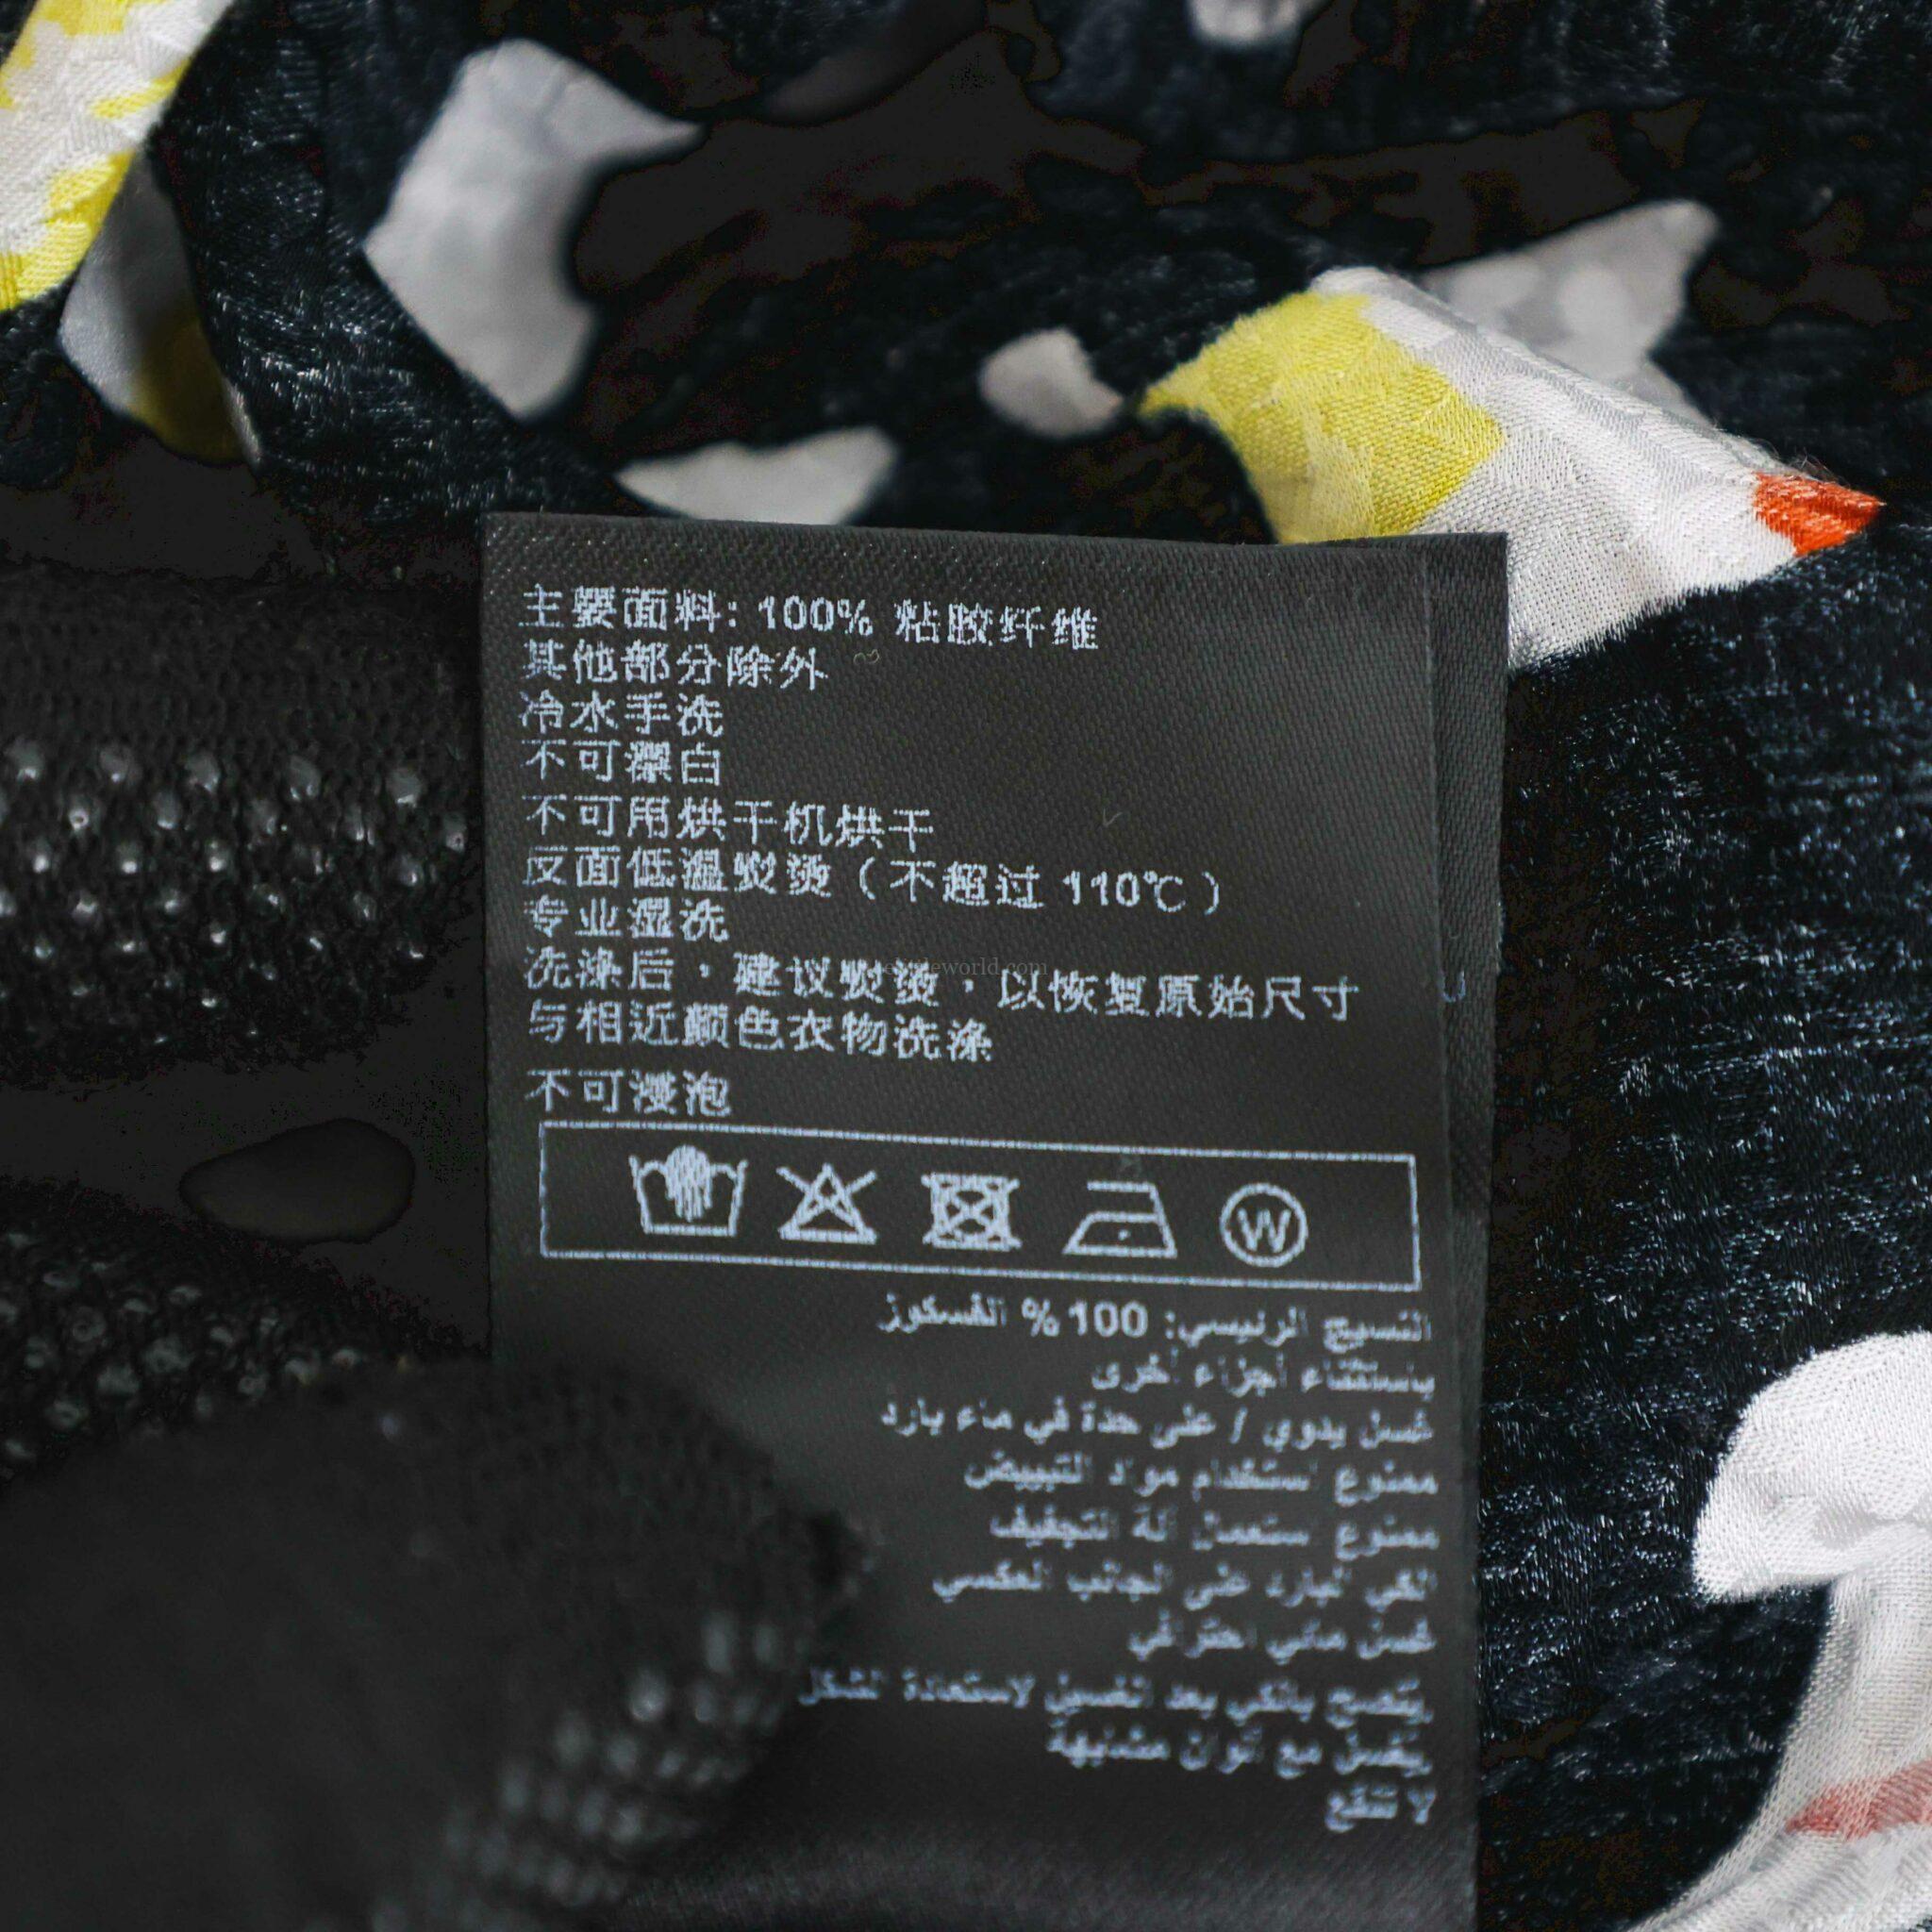 主要面料: 100% 粘胶纤维
其他部分除外
冷水手洗
不可漂白
不可用烘干机烘干
反面低温熨烫（不超过 110℃）
专业湿洗
洗涤后，建议熨烫，以恢复原始尺寸
与相近颜色衣物洗涤
不可浸泡
W
النسيج الرئيسي: 100 % الفسكوز
باستثناء أجزاء أخرى
غسل يدوي / على حدة في ماء بارد
ممنوع استخدام مواد التبييض
ممنوع استعمال آلة التجفيف
الكي البارد على الجانب العكسي
غسل مائي احترافي
ينصح بالكي بعد الغسيل لاستعادة الشكل
يغسل مع ألوان مشابهة
لا تنقع